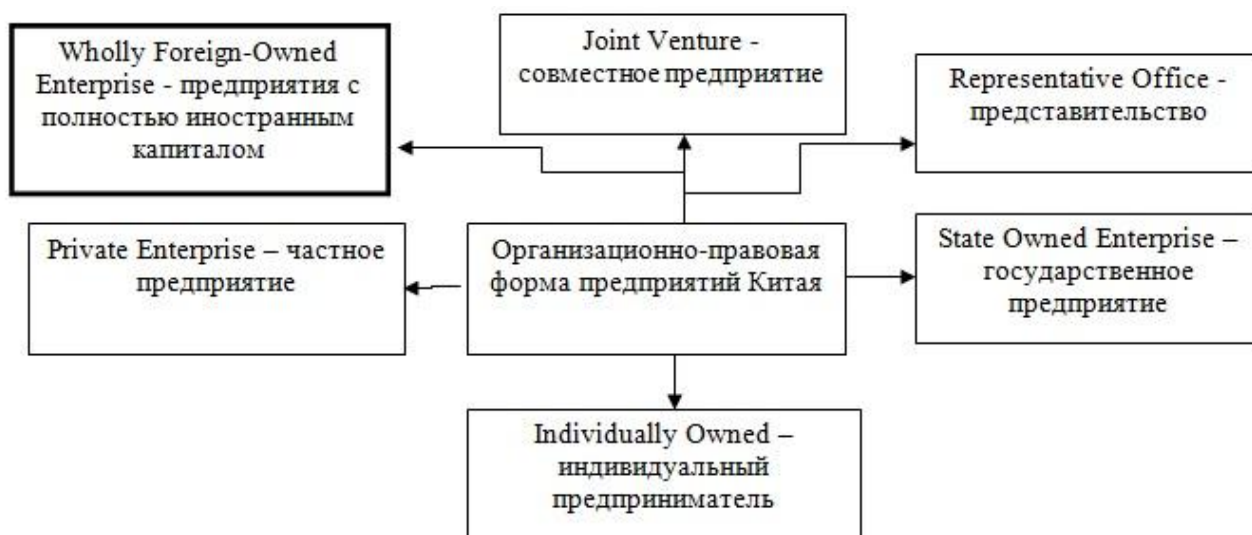 Wholly Foreign-Owned
Enterprise - предприятия с
полностью иностранным
капиталом
Joint Venture -
совместное предприятие
Representative Office -
представительство
Private Enterprise – частное
предприятие
Организационно-правовая
форма предприятий Китая
State Owned Enterprise –
государственное
предприятие
Individually Owned –
индивидуальный
предприниматель